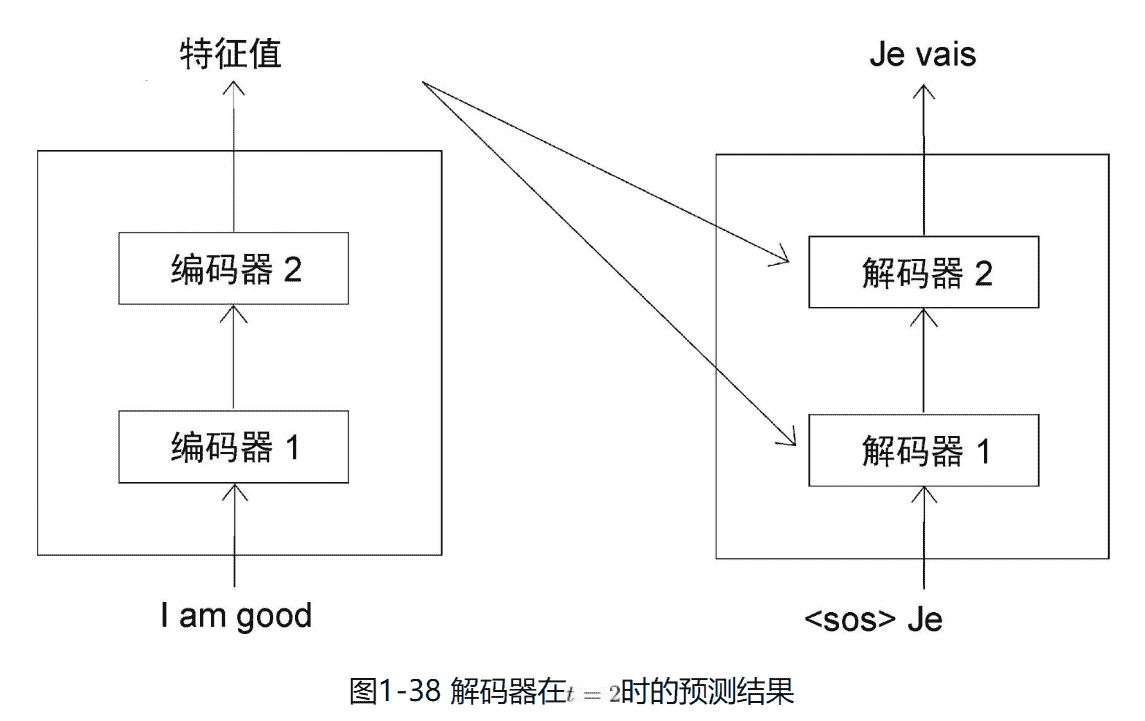 特征值
Je vais
编码器 2
解码器 2
编码器 1
解码器 1
I am good
<sos> Je
图1-38 解码器在t = 2时的预测结果